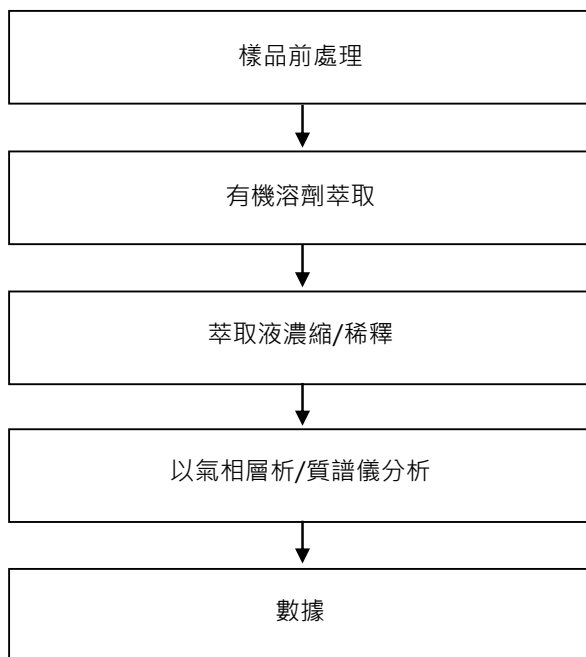 樣品前處理
有機溶劑萃取
萃取液濃縮/稀釋
以氣相層析/質譜儀分析
數據